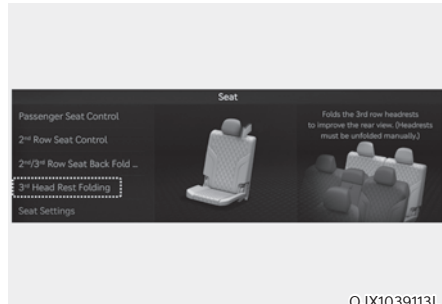 Seat
Passenger Seat Control
2nd Row Seat Control
2nd/3rd Row Seat Back Fold ...
3rd Head Rest Folding
Seat Settings
Folds the 3rd row headrests
to improve the rear view. (Headrests
must be unfolded manually.)
OJX1039113L